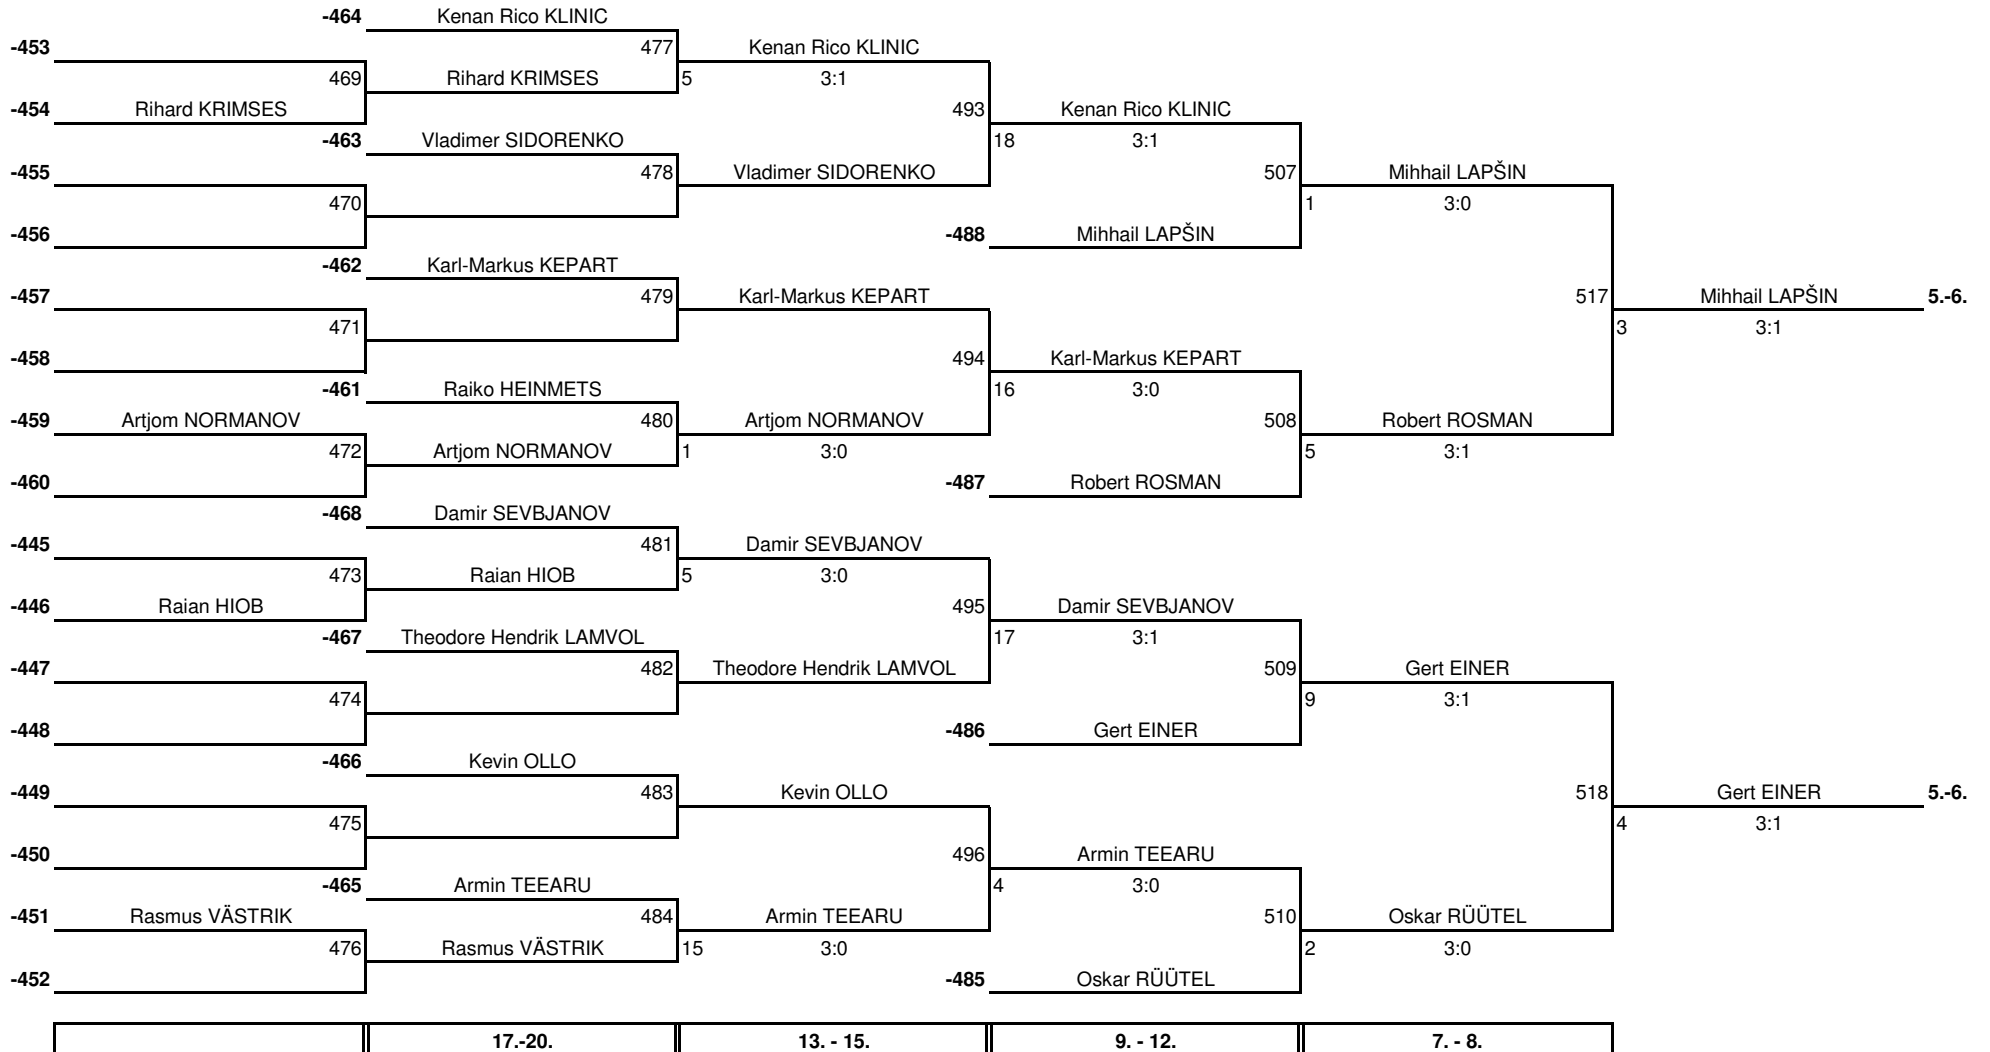 -464 Kenan Rico KLINIC
-453 477 Kenan Rico KLINIC
469 Rihard KRIMSES 5 3:1
-454 Rihard KRIMSES 493 Kenan Rico KLINIC
-463 Vladimer SIDORENKO 18 3:1
-455 478 Vladimer SIDORENKO 507 Mihhail LAPŠIN
470 1 3:0
-456 -488 Mihhail LAPŠIN
-462 Karl-Markus KEPART
-457 479 Karl-Markus KEPART 517 Mihhail LAPŠIN 5.-6.
471 3 3:1
-458 494 Karl-Markus KEPART
-461 Raiko HEINMETS 16 3:0
-459 Artjom NORMANOV 480 Artjom NORMANOV 508 Robert ROSMAN
472 Artjom NORMANOV 1 3:0 5 3:1
-460 -487 Robert ROSMAN
-468 Damir SEVBJANOV
-445 481 Damir SEVBJANOV
473 Raian HIOB 5 3:0
-446 Raian HIOB 495 Damir SEVBJANOV
-467 Theodore Hendrik LAMVOL 17 3:1
-447 482 Theodore Hendrik LAMVOL 509 Gert EINER
474 9 3:1
-448 -486 Gert EINER
-466 Kevin OLLO
-449 483 Kevin OLLO 518 Gert EINER 5.-6.
475 4 3:1
-450 496 Armin TEEARU
-465 Armin TEEARU 4 3:0
-451 Rasmus VÄSTRIK 484 Armin TEEARU 510 Oskar RÜÜTEL
476 Rasmus VÄSTRIK 15 3:0 2 3:0
-452 -485 Oskar RÜÜTEL
17.-20. 13. - 15. 9. - 12. 7. - 8.